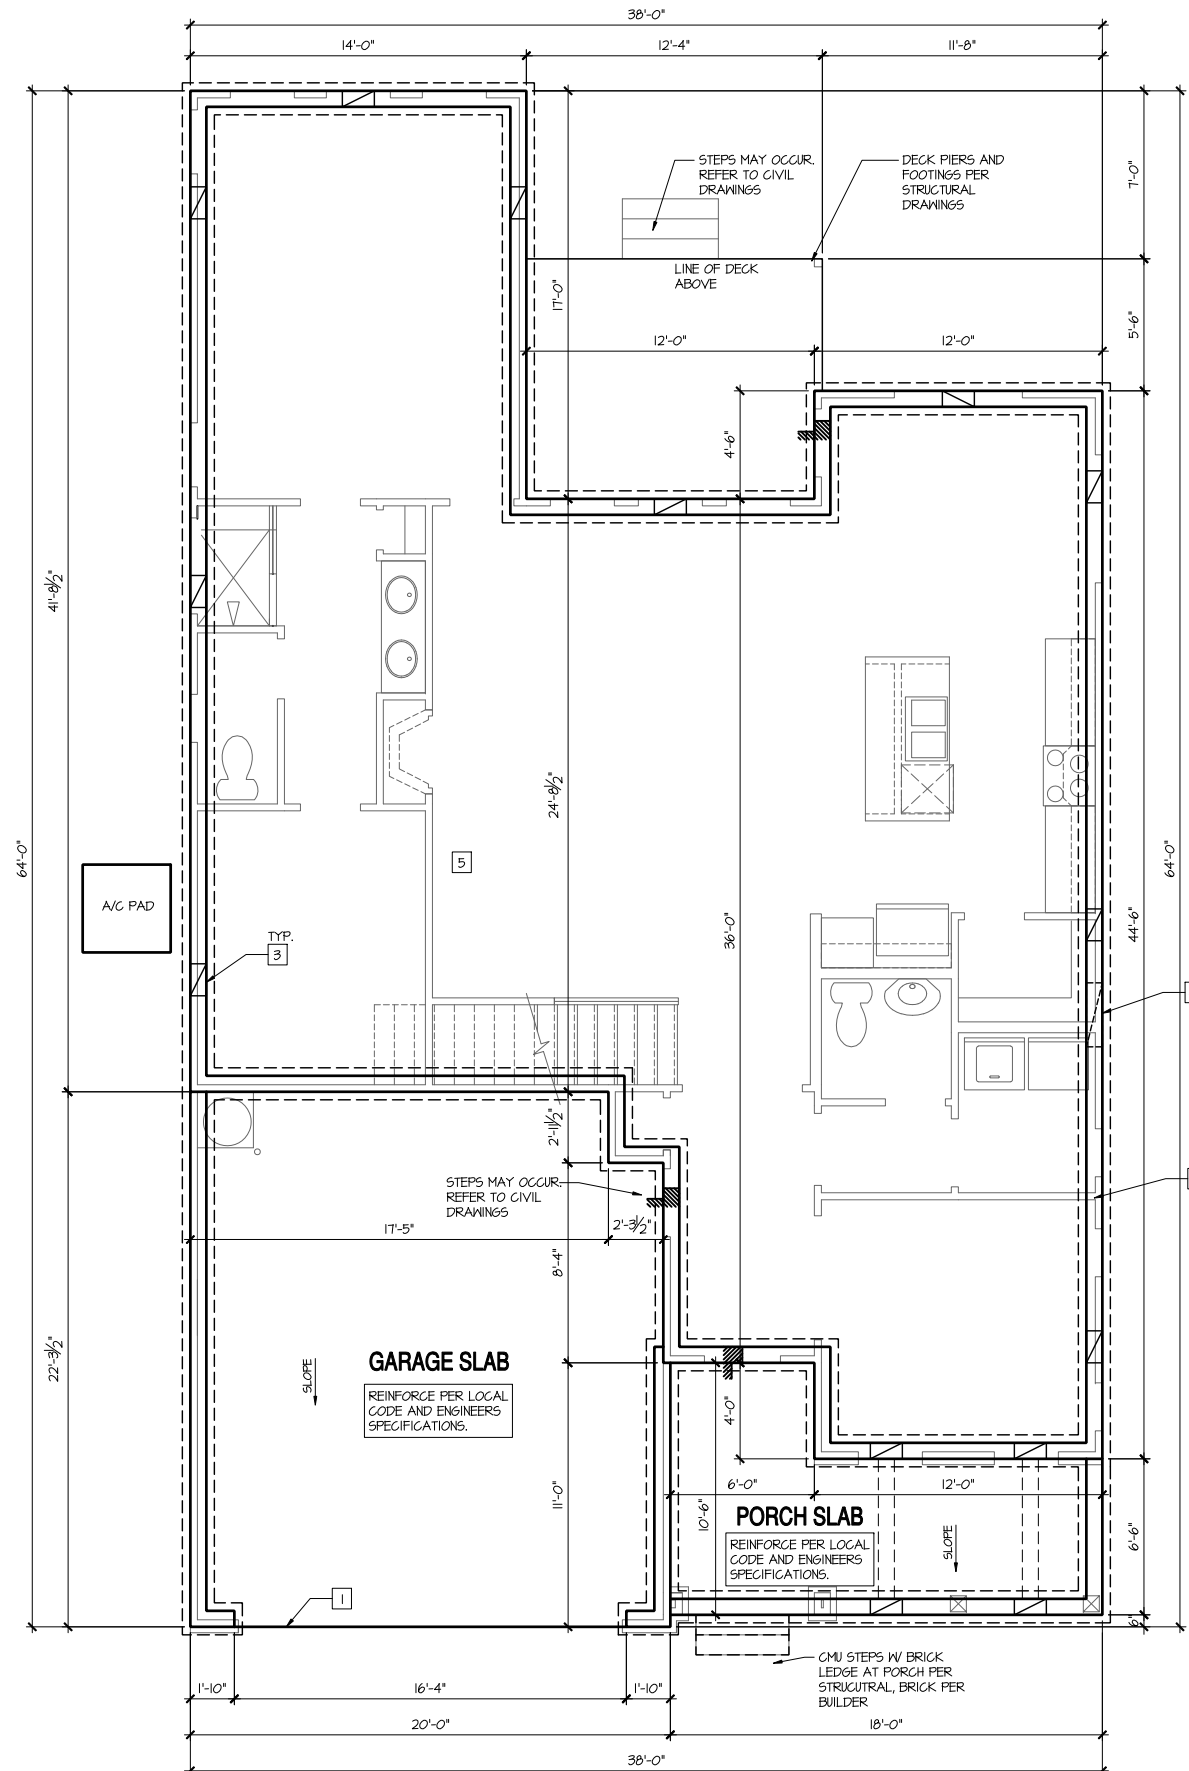 38'-0"
14'-0"
12'-4"
11'-8"
STEPS MAY OCCUR.
REFER TO CIVIL
DRAWINGS
DECK PIERS AND
FOOTINGS PER
STRUCTURAL
DRAWINGS
7'-0"
LINE OF DECK
ABOVE
17'-0"
5'-6"
12'-0"
12'-0"
4'-6"
41'-8½"
24'-8½"
64'-0"
64'-0"
5
A/C PAD
TYP.
3
36'-0"
44'-6"
2'-11½"
STEPS MAY OCCUR.
REFER TO CIVIL
DRAWINGS
17'-5"
2'-3½"
8'-4"
22'-3½"
GARAGE SLAB
SLOPE
REINFORCE PER LOCAL
CODE AND ENGINEERS
SPECIFICATIONS.
4'-0"
11'-0"
6'-0"
12'-0"
10'-6"
PORCH SLAB
REINFORCE PER LOCAL
CODE AND ENGINEERS
SPECIFICATIONS.
SLOPE
6'-6"
1
6"
CMU STEPS W/ BRICK
LEDGE AT PORCH PER
STRUCUTRAL, BRICK PER
BUILDER
1'-10"
16'-4"
1'-10"
20'-0"
18'-0"
38'-0"